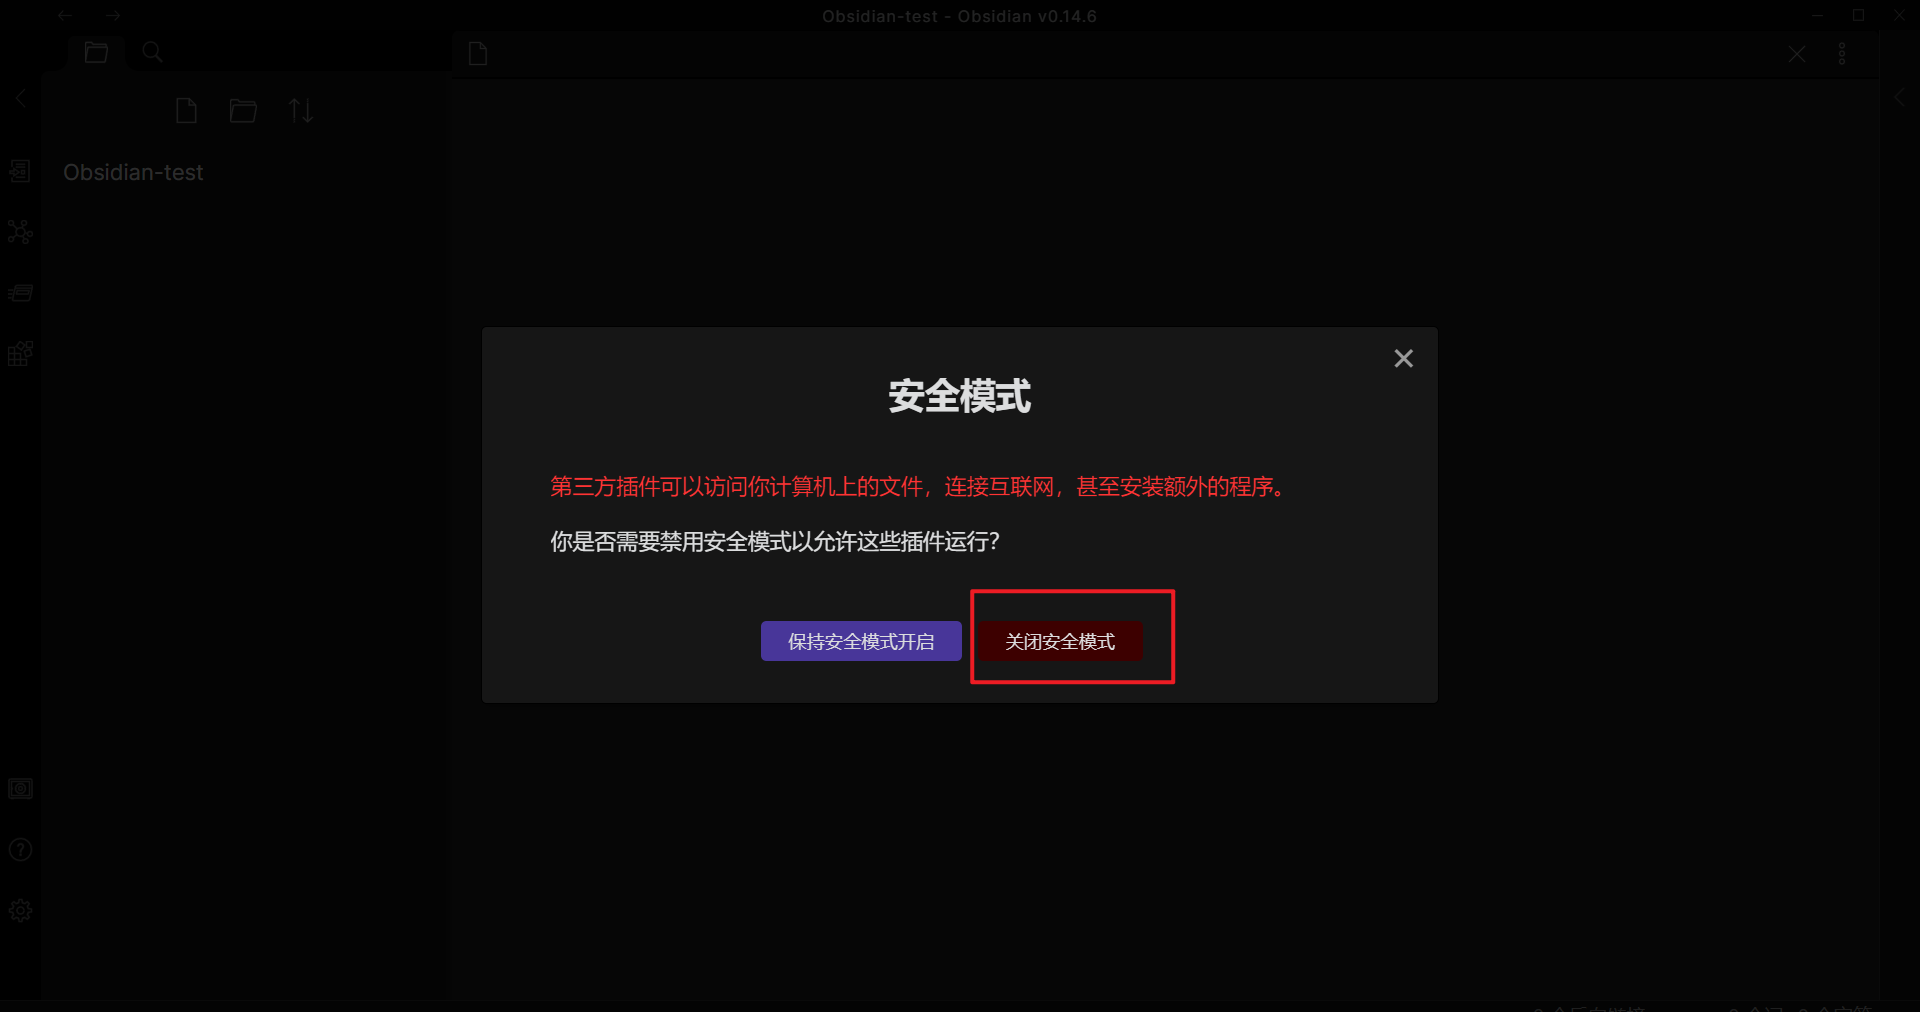 Obsidian-test - Obsidian v0.14.6
Obsidian-test
安全模式
第三方插件可以访问你计算机上的文件，连接互联网，甚至安装额外的程序。
你是否需要禁用安全模式以允许这些插件运行？
保持安全模式开启
关闭安全模式